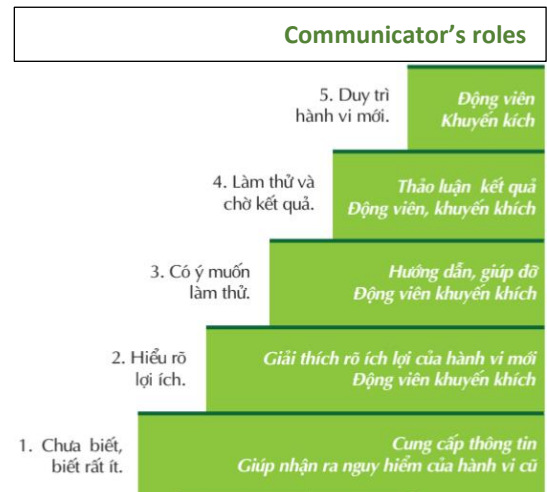 Communicator's roles
5. Duy trì
hành vi mới.
Động viên
Khuyến kích
4. Làm thử và
chờ kết quả.
Thảo luận kết quả
Động viên, khuyến khích
3. Có ý muốn
làm thử.
Hướng dẫn, giúp đỡ
Động viên khuyến khích
2. Hiểu rõ
lợi ích.
Giải thích rõ ích lợi của hành vi mới
Động viên khuyến khích
1. Chưa biết,
biết rất ít.
Cung cấp thông tin
Giúp nhận ra nguy hiểm của hành vi cũ